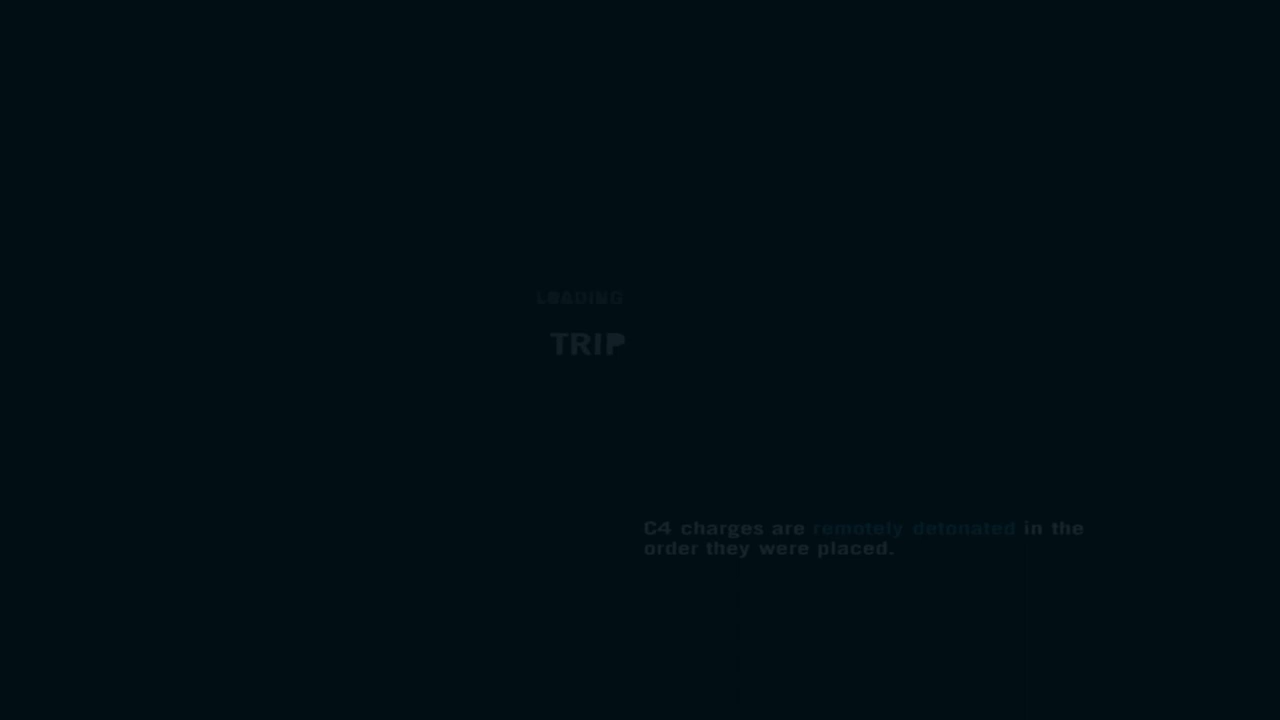 LOADING
TRIP
C4 charges are remotely detonated in the
order they were placed.